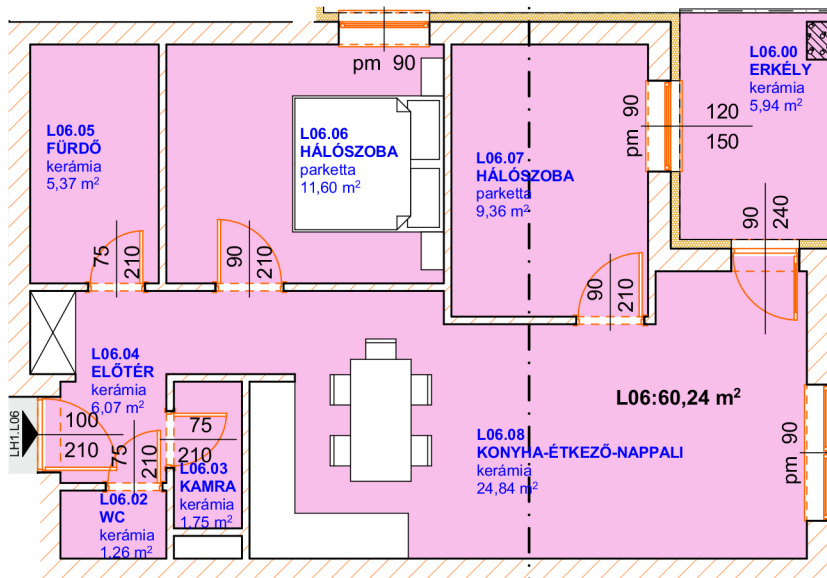 pm 90
L06.00
ERKÉLY
kerámia
5,94 m²
L06.05
FÜRDŐ
kerámia
5,37 m²
L06.06
HÁLÓSZOBA
parketta
11,60 m²
L06.07
HÁLÓSZOBA
parketta
9,36 m²
pm 90
120
150
75
210
90
210
90
210
90
240
L06.04
ELŐTÉR
kerámia
6,07 m²
L06:60,24 m²
LH1.L06
100
210
75
210
75
210
L06.03
KAMRA
kerámia
1,75 m²
L06.08
KONYHA-ÉTKEZŐ-NAPPALI
kerámia
24,84 m²
pm 90
L06.02
WC
kerámia
1,26 m²